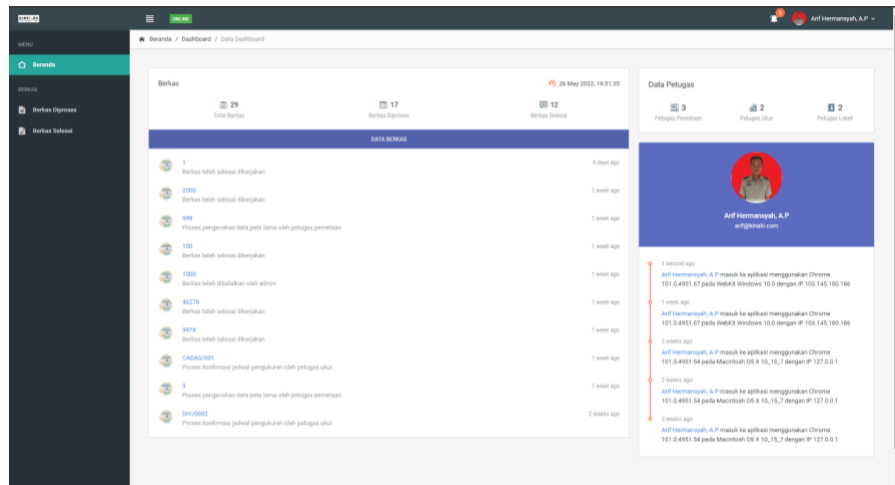 KINKILAK
ONLINE
5
Arif Hermansyah, A.P
Beranda / Dashboard / Data Dashboard
MENU
Beranda
BERKAS
Berkas Diproses
Berkas Selesai
Berkas
26 May 2022, 19:51:35
29
Total Berkas
17
Berkas Diproses
12
Berkas Selesai
DATA BERKAS
1
6 days ago
Berkas teleh selesai dikerjakan
2000
1 week ago
Berkas teleh selesai dikerjakan
999
1 week ago
Proses pengecekan data peta lama oleh petugas pemetaan
100
1 week ago
Berkas teleh selesai dikerjakan
1000
1 week ago
Berkas teleh dibatalkan oleh admin
46270
1 week ago
Berkas teleh selesai dikerjakan
9974
1 week ago
Berkas teleh selesai dikerjakan
CADAS/001
1 week ago
Proses konfirmasi jadwal pengukuran oleh petugas ukur
3
1 week ago
Proses pengecekan data peta lama oleh petugas pemetaan
DIV/0002
2 weeks ago
Proses konfirmasi jadwal pengukuran oleh petugas ukur
Data Petugas
3
Petugas Pemetaan
2
Petugas Ukur
2
Petugas Loket
Arif Hermansyah, A.P
arif@kinaki.com
1 second ago
Arif Hermansyah, A.P masuk ke aplikasi menggunakan Chrome
101.0.4951.67 pada WebKit Windows 10.0 dengan IP 103.145.180.186
1 week ago
Arif Hermansyah, A.P masuk ke aplikasi menggunakan Chrome
101.0.4951.67 pada WebKit Windows 10.0 dengan IP 103.145.180.186
2 weeks ago
Arif Hermansyah, A.P masuk ke aplikasi menggunakan Chrome
101.0.4951.54 pada Macintosh OS X 10_15_7 dengan IP 127.0.0.1
2 weeks ago
Arif Hermansyah, A.P masuk ke aplikasi menggunakan Chrome
101.0.4951.54 pada Macintosh OS X 10_15_7 dengan IP 127.0.0.1
2 weeks ago
Arif Hermansyah, A.P masuk ke aplikasi menggunakan Chrome
101.0.4951.54 pada Macintosh OS X 10_15_7 dengan IP 127.0.0.1